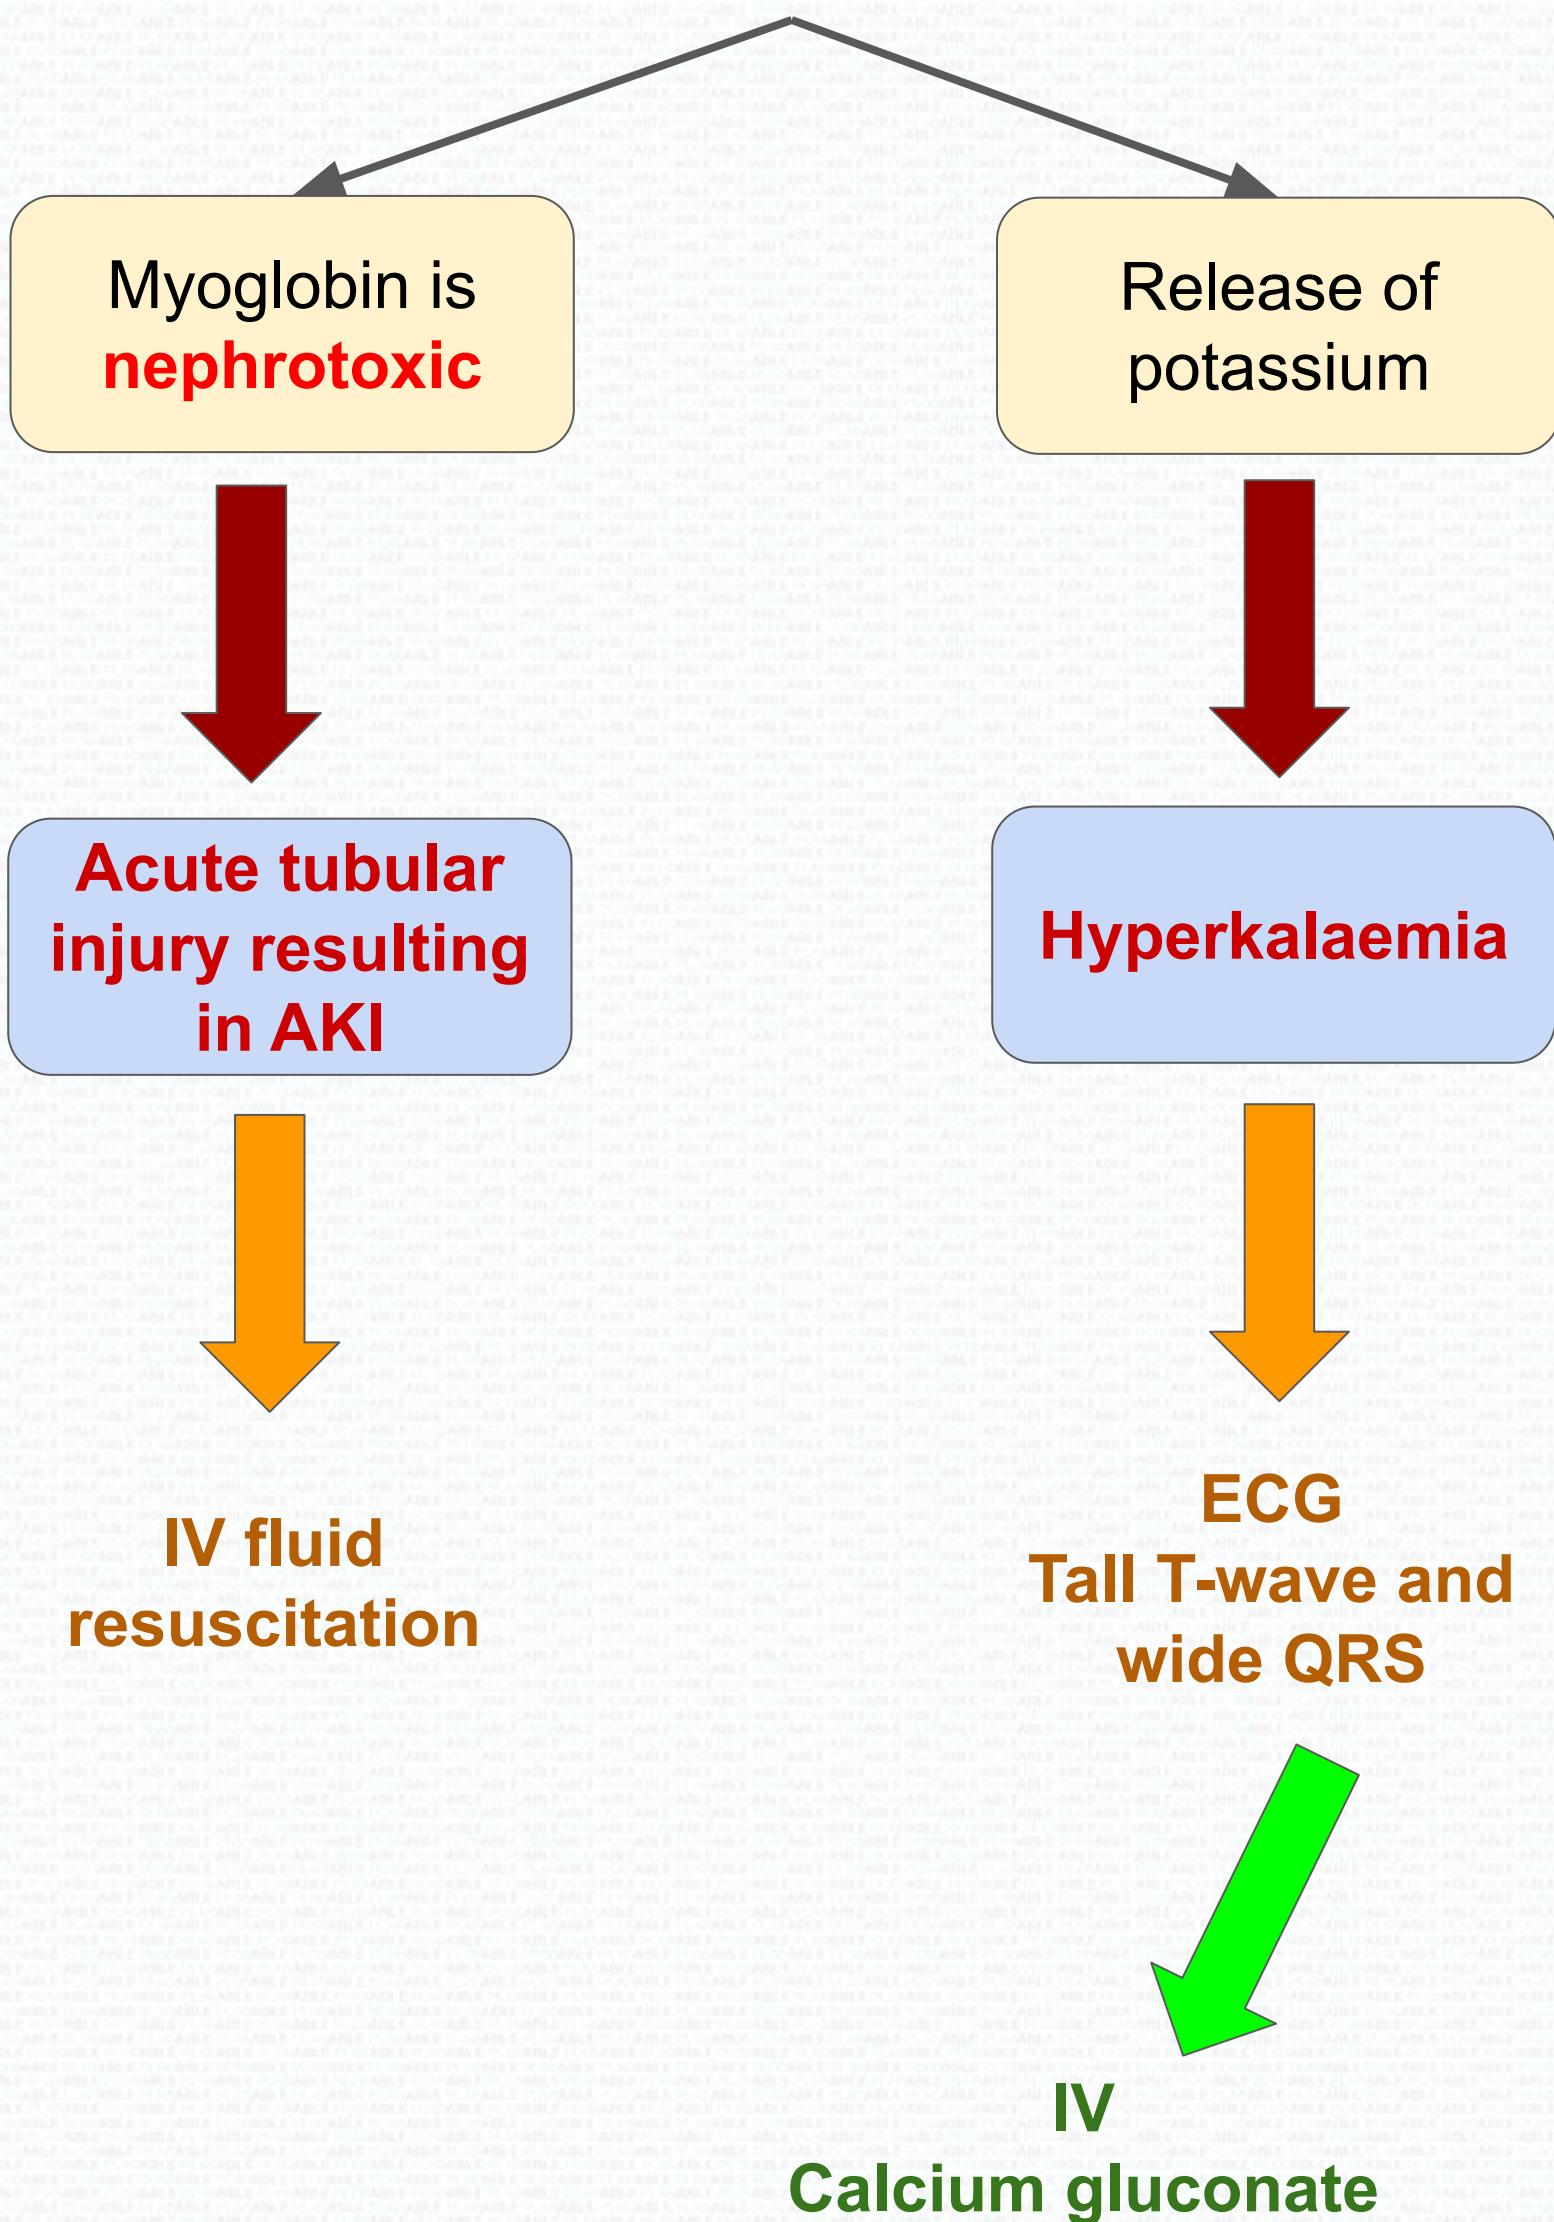 Myoglobin is
nephrotoxic
Release of
potassium
Acute tubular
injury resulting
in AKI
Hyperkalaemia
IV fluid
resuscitation
ECG
Tall T-wave and
wide QRS
IV
Calcium gluconate